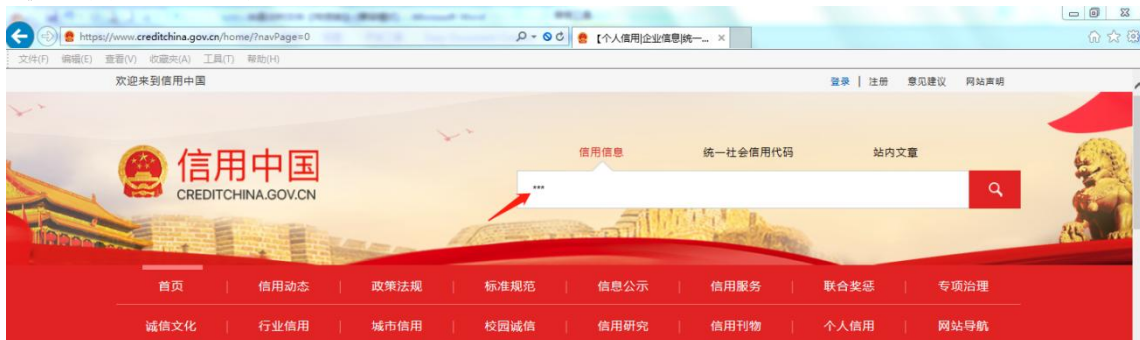 https://www.creditchina.gov.cn/home/?navPage=0
【个人信用|企业信息|统一...
文件(F) 编辑(E) 查看(V) 收藏夹(A) 工具(T) 帮助(H)
欢迎来到信用中国
登录 | 注册 意见建议 网站声明
信用信息 统一社会信用代码 站内文章
信用中国
CREDITCHINA.GOV.CN
***
首页 | 信用动态 | 政策法规 | 标准规范 | 信息公示 | 信用服务 | 联合奖惩 | 专项治理
诚信文化 | 行业信用 | 城市信用 | 校园诚信 | 信用研究 | 信用刊物 | 个人信用 | 网站导航